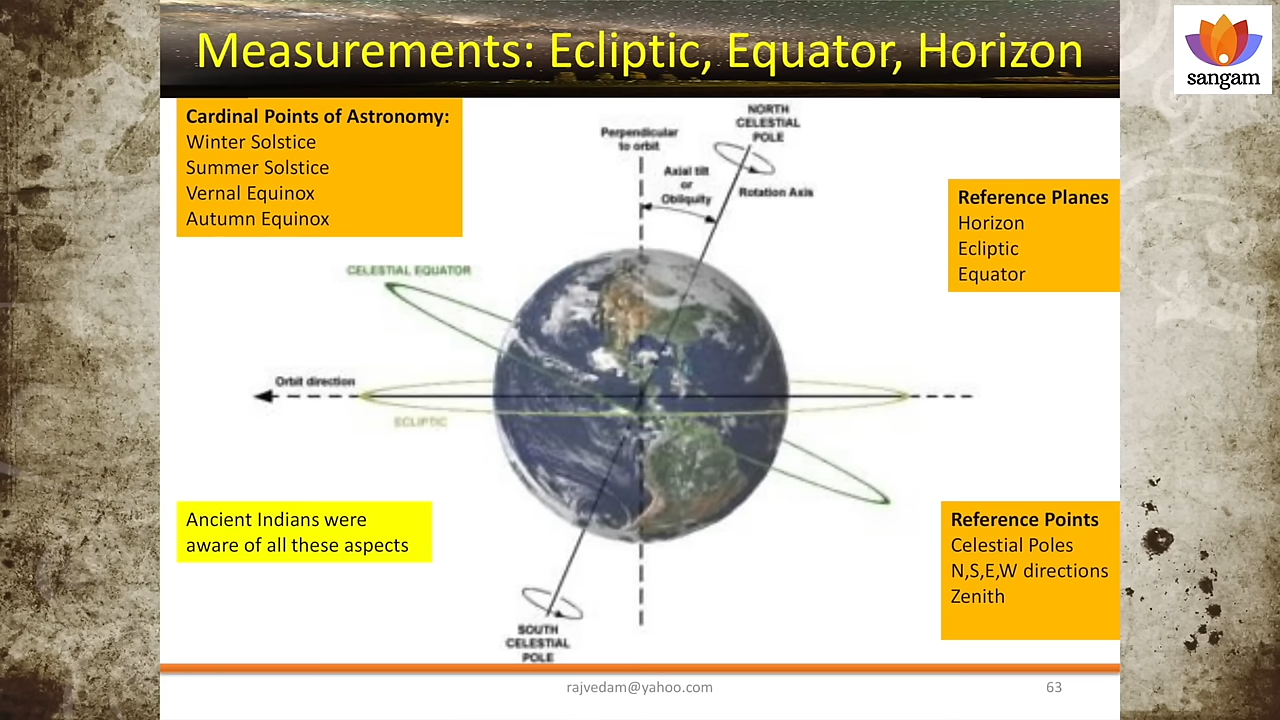 Measurements: Ecliptic, Equator, Horizon
sangam
Cardinal Points of Astronomy:
Winter Solstice
Summer Solstice
Vernal Equinox
Autumn Equinox
Perpendicular
to orbit
NORTH
CELESTIAL
POLE
Axial tilt
or
Obliquity
Rotation Axis
Reference Planes
Horizon
Ecliptic
Equator
CELESTIAL EQUATOR
Orbit direction
ECLIPTIC
Ancient Indians were
aware of all these aspects
Reference Points
Celestial Poles
N,S,E,W directions
Zenith
SOUTH
CELESTIAL
POLE
rajvedam@yahoo.com
63